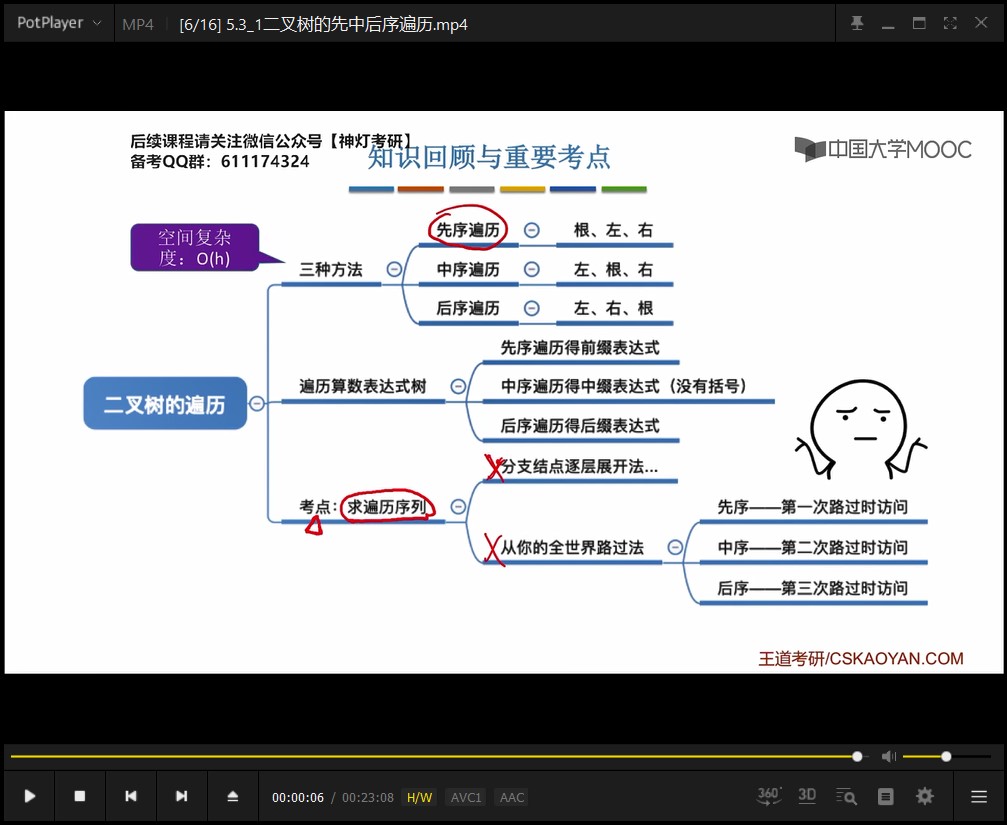 PotPlayer
MP4
[6/16] 5.3_1二叉树的先中后序遍历.mp4
后续课程请关注微信公众号【神灯考研】
备考QQ群：611174324
知识回顾与重要考点
中国大学MOOC
空间复杂
度：O(h)
三种方法
先序遍历
根、左、右
中序遍历
左、根、右
后序遍历
左、右、根
二叉树的遍历
遍历算数表达式树
先序遍历得前缀表达式
中序遍历得中缀表达式（没有括号）
后序遍历得后缀表达式
考点：求遍历序列
分支结点逐层展开法...
从你的全世界路过法
先序——第一次路过时访问
中序——第二次路过时访问
后序——第三次路过时访问
王道考研/CSKAOYAN.COM
00:00:06 / 00:23:08 H/W AVC1 AAC
360°
3D